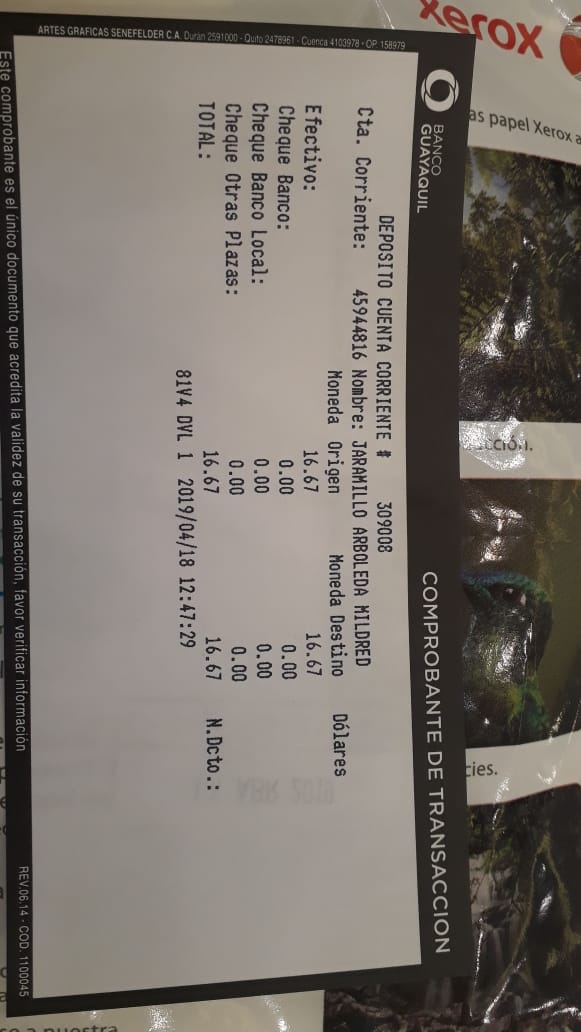 BANCO
GUAYAQUIL
COMPROBANTE DE TRANSACCION
DEPOSITO CUENTA CORRIENTE # 309008
Cta. Corriente: 45944816 Nombre: JARAMILLO ARBOLEDA MILDRED
Moneda Origen Moneda Destino Dólares
Efectivo: 16.67 16.67
Cheque Banco: 0.00 0.00
Cheque Banco Local: 0.00 0.00
Cheque Otras Plazas: 0.00 0.00
TOTAL: 16.67 16.67 N.Dcto.:
81V4 DVL 1 2019/04/18 12:47:29
Este comprobante es el único documento que acredita la validez de su transacción, favor verificar información
REV.06.14 - COD. 1100045
ARTES GRAFICAS SENEFELDER C.A. Durán 2591000 - Quito 2478961 - Cuenca 4103978 - OP 158979
xerox
as papel Xerox a
cies.